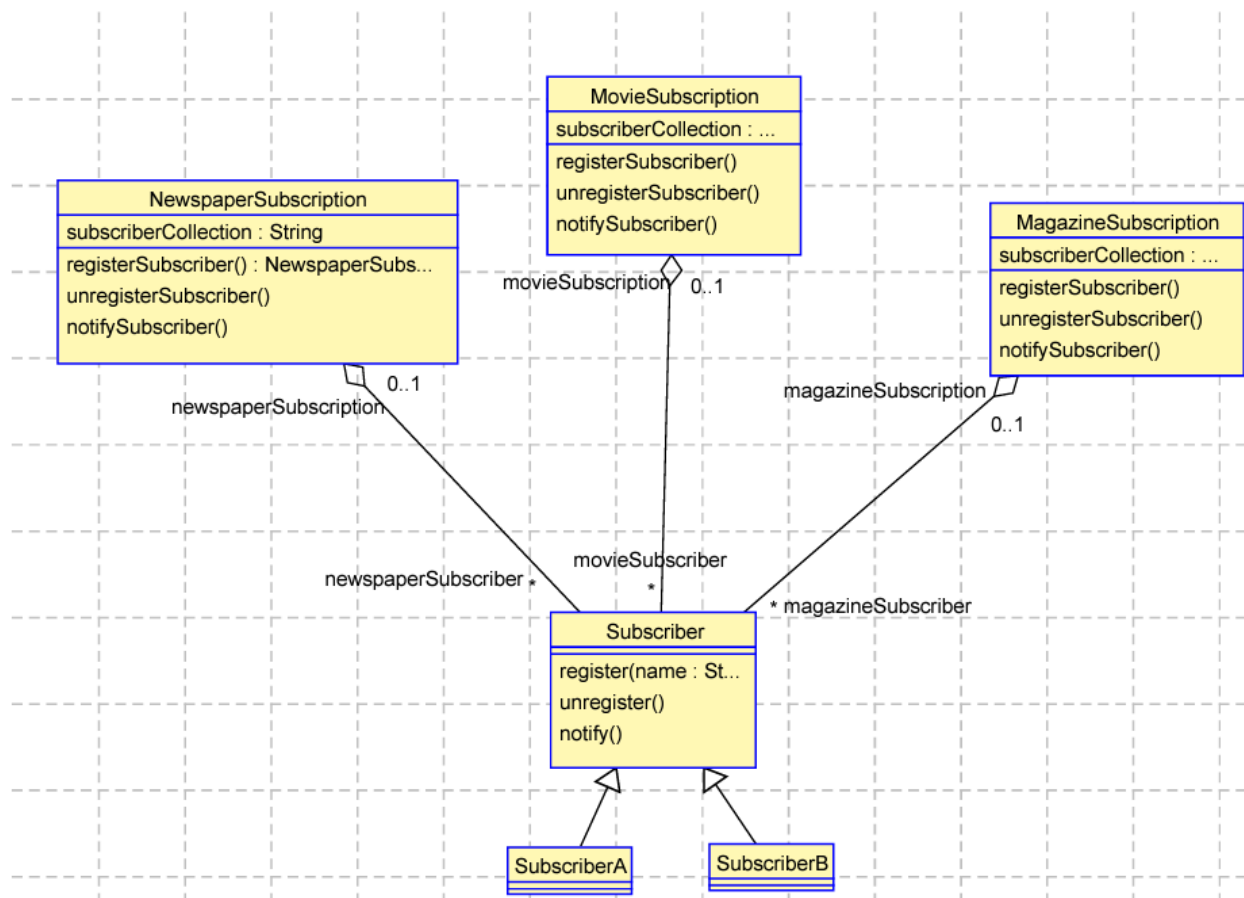 MovieSubscription
subscriberCollection : ...
registerSubscriber()
unregisterSubscriber()
notifySubscriber()
NewspaperSubscription
subscriberCollection : String
registerSubscriber() : NewspaperSubs...
unregisterSubscriber()
notifySubscriber()
MagazineSubscription
subscriberCollection : ...
registerSubscriber()
unregisterSubscriber()
notifySubscriber()
movieSubscription
0..1
0..1
newspaperSubscription
magazineSubscription
0..1
newspaperSubscriber *
movieSubscriber
*
* magazineSubscriber
Subscriber
register(name : St...
unregister()
notify()
SubscriberA
SubscriberB